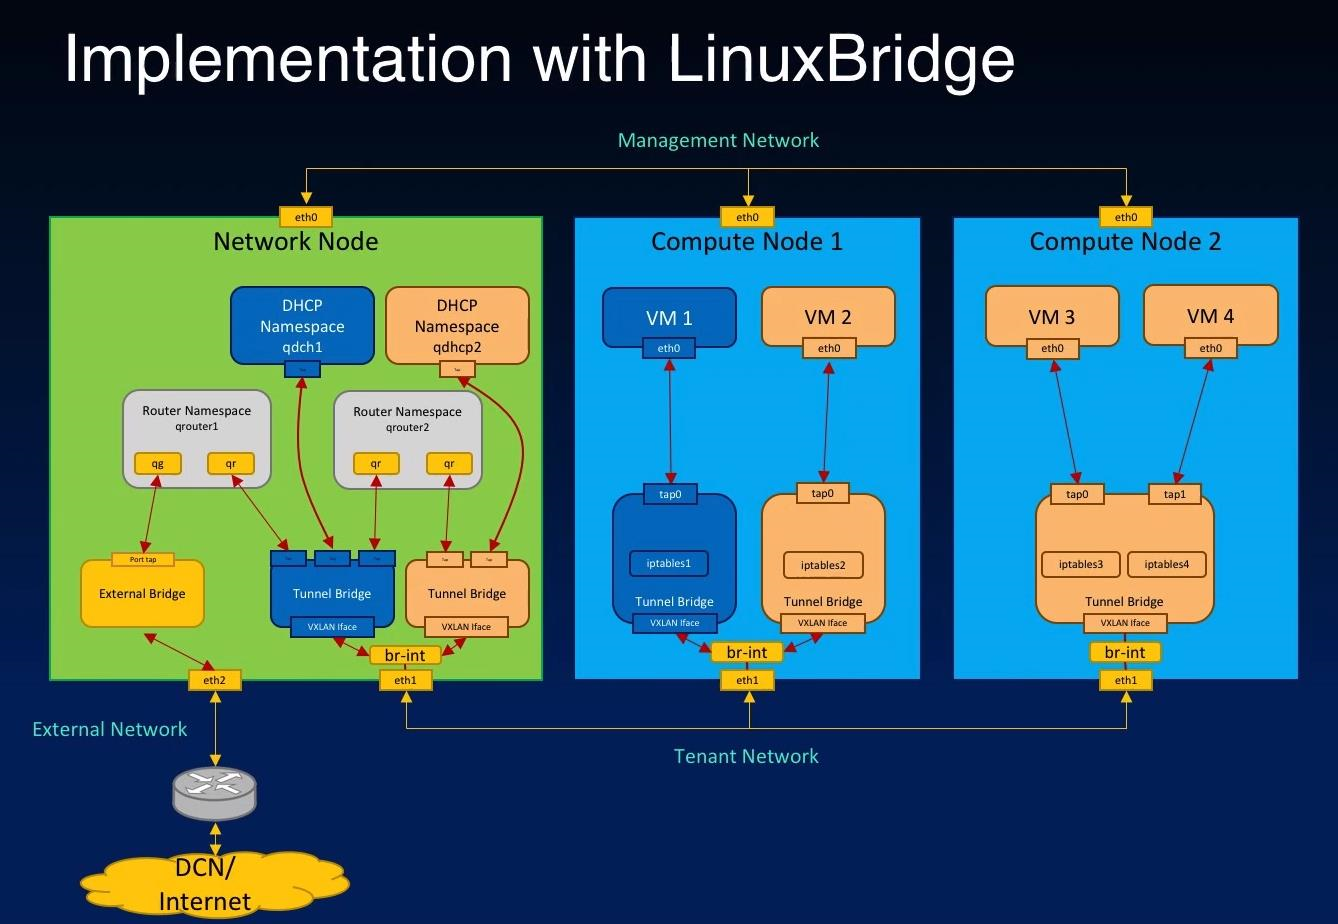 Implementation with LinuxBridge
Management Network
eth0
eth0
eth0
Network Node
Compute Node 1
Compute Node 2
DHCP
Namespace
qdch1
DHCP
Namespace
qdhcp2
VM 1
eth0
VM 2
eth0
VM 3
eth0
VM 4
eth0
Router Namespace
qrouter1
qg
qr
Router Namespace
qrouter2
qr
qr
tap0
tap0
tap0
tap1
Port tap
External Bridge
Tunnel Bridge
VXLAN Iface
Tunnel Bridge
VXLAN Iface
iptables1
Tunnel Bridge
VXLAN Iface
iptables2
Tunnel Bridge
VXLAN Iface
iptables3
iptables4
Tunnel Bridge
VXLAN Iface
br-int
br-int
br-int
eth2
eth1
eth1
eth1
External Network
Tenant Network
DCN/
Internet